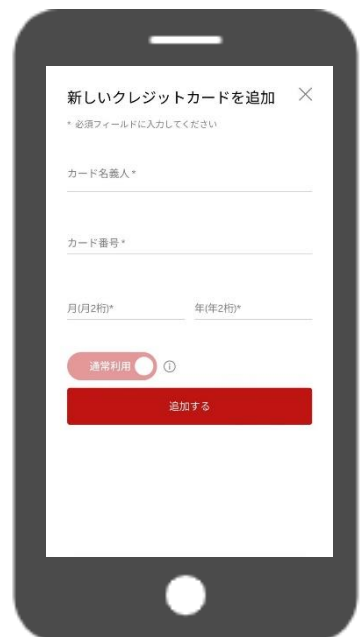 新しいクレジットカードを追加
* 必須フィールドに入力してください
カード名義人*
カード番号*
月(月2桁)* 年(年2桁)*
通常利用
追加する